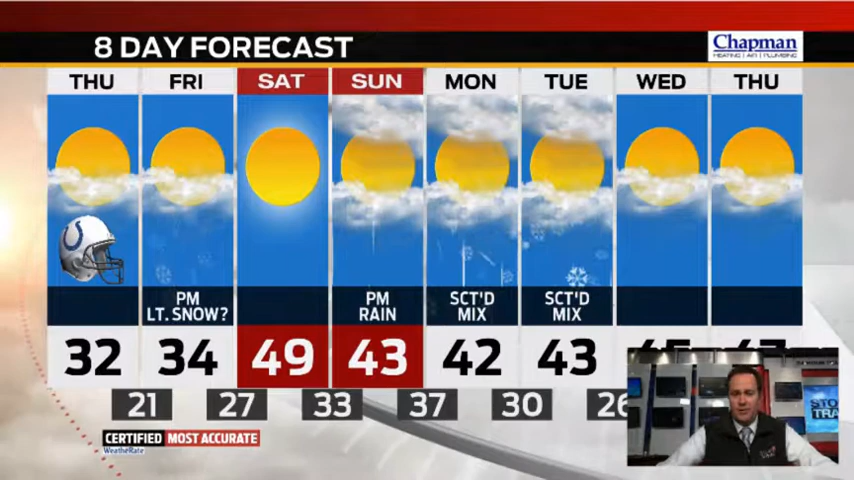 8 DAY FORECAST
Chapman
HEATING | AIR | PLUMBING
THU FRI SAT SUN MON TUE WED THU
PM LT. SNOW?
PM RAIN
SCT'D MIX
SCT'D MIX
32 34 49 43 42 43
21 27 33 37 30 26
CERTIFIED MOST ACCURATE
WeatheRate